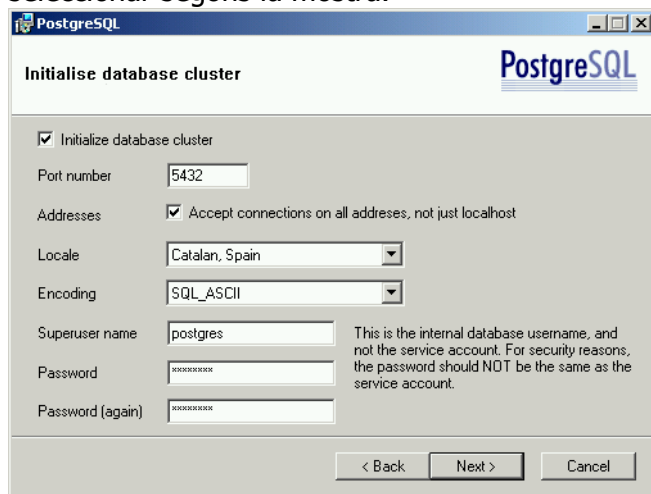 seleccionar segons la mostra:
PostgreSQL
Initialise database cluster
PostgreSQL
Initialize database cluster
Port number 5432
Addresses Accept connections on all addreses, not just localhost
Locale Catalan, Spain
Encoding SQL_ASCII
Superuser name postgres
This is the internal database username, and
not the service account. For security reasons,
the password should NOT be the same as the
service account.
Password xxxxxxxx
Password (again) xxxxxxxx
< Back Next > Cancel